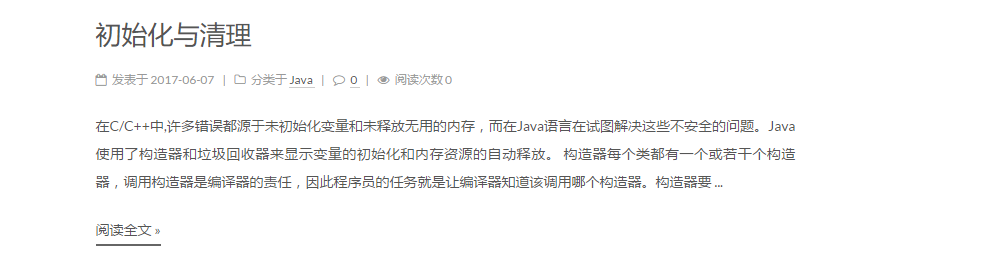 初始化与清理
发表于 2017-06-07 | 分类于 Java | 0 | 阅读次数 0
在C/C++中,许多错误都源于未初始化变量和未释放无用的内存，而在Java语言在试图解决这些不安全的问题。Java
使用了构造器和垃圾回收器来显示变量的初始化和内存资源的自动释放。 构造器每个类都有一个或若干个构造
器，调用构造器是编译器的责任，因此程序员的任务就是让编译器知道该调用哪个构造器。构造器要 ...
阅读全文 »